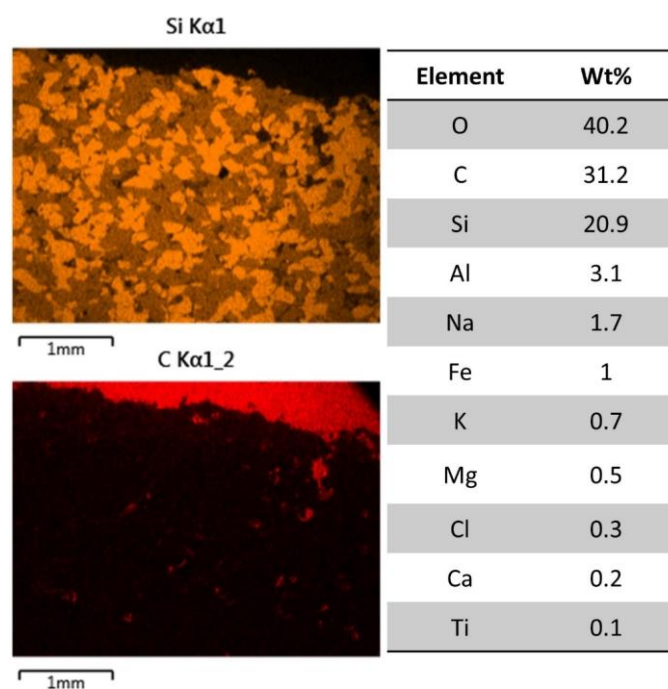 Si Kα1
1mm
C Kα1_2
1mm
Element Wt%
O 40.2
C 31.2
Si 20.9
Al 3.1
Na 1.7
Fe 1
K 0.7
Mg 0.5
Cl 0.3
Ca 0.2
Ti 0.1